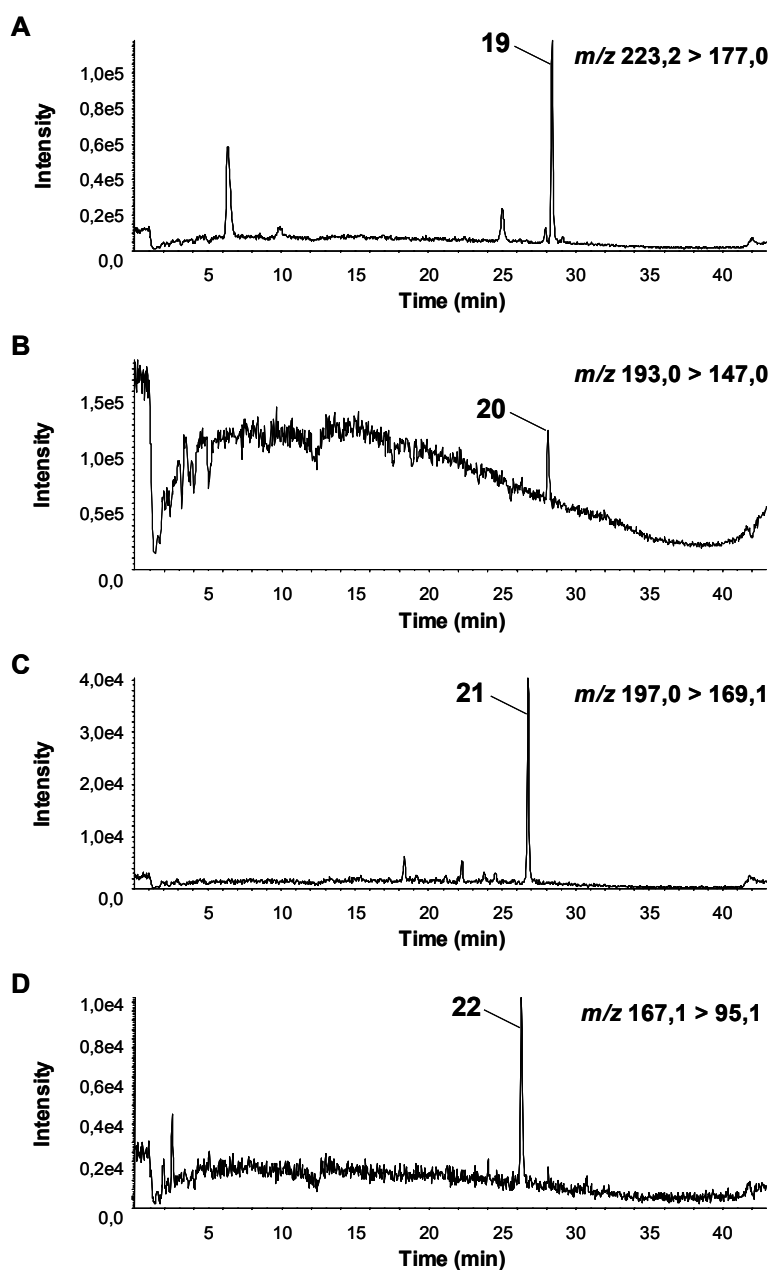 A
19
m/z 223,2 > 177,0
1,0e5
0,8e5
0,6e5
0,4e5
0,2e5
0,0
Intensity
5 10 15 20 25 30 35 40
Time (min)
B
m/z 193,0 > 147,0
20
1,5e5
1,0e5
0,5e5
0,0
Intensity
5 10 15 20 25 30 35 40
Time (min)
C
4,0e4
21
m/z 197,0 > 169,1
3,0e4
2,0e4
1,0e4
0,0
Intensity
5 10 15 20 25 30 35 40
Time (min)
D
1,0e4
22
m/z 167,1 > 95,1
0,8e4
0,6e4
0,4e4
0,2e4
0,0
Intensity
5 10 15 20 25 30 35 40
Time (min)